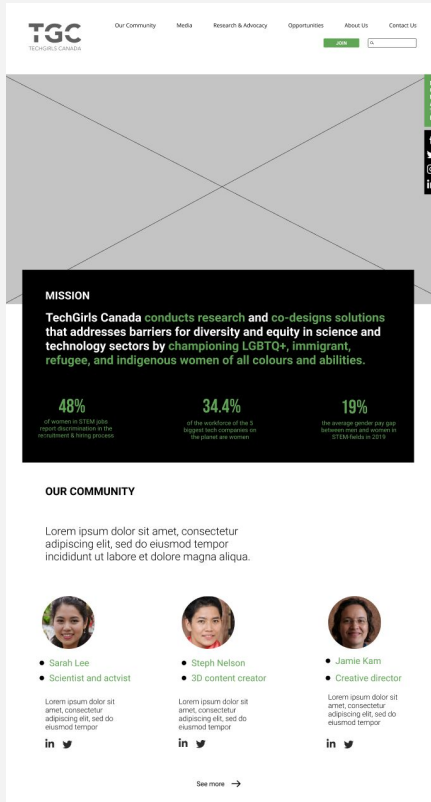 TGC
TECHGIRLS CANADA
Our Community Media Research & Advocacy Opportunities About Us Contact Us
JOIN
MISSION
TechGirls Canada conducts research and co-designs solutions
that addresses barriers for diversity and equity in science and
technology sectors by championing LGBTQ+, immigrant,
refugee, and indigenous women of all colours and abilities.
48%
of women in STEM jobs
report discrimination in the
recruitment & hiring process
34.4%
of the workforce of the 5
biggest tech companies on
the planet are women
19%
the average gender pay gap
between men and women in
STEM-fields in 2019
OUR COMMUNITY
Lorem ipsum dolor sit amet, consectetur
adipiscing elit, sed do eiusmod tempor
incididunt ut labore et dolore magna aliqua.
Sarah Lee
Scientist and actvist
Lorem ipsum dolor sit
amet, consectetur
adipiscing elit, sed do
eiusmod tempor
in
Steph Nelson
3D content creator
Lorem ipsum dolor sit
amet, consectetur
adipiscing elit, sed do
eiusmod tempor
in
Jamie Kam
Creative director
Lorem ipsum dolor sit
amet, consectetur
adipiscing elit, sed do
eiusmod tempor
in
See more →